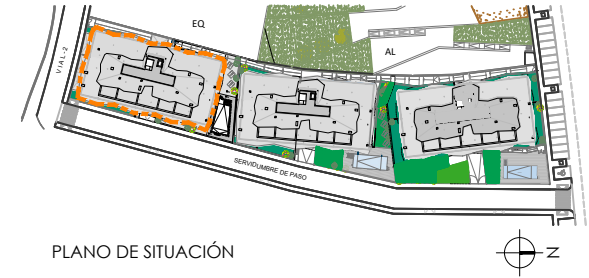 EQ
AL
VIAL-2
SERVIDUMBRE DE PASO
PLANO DE SITUACIÓN
N